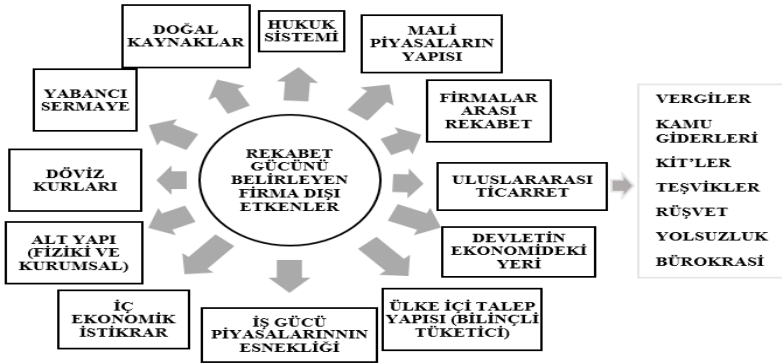 DOĞAL
KAYNAKLAR
HUKUK
SİSTEMİ
MALİ
PİYASALARIN
YAPISI
YABANCI
SERMAYE
FİRMALAR
ARASI
REKABET
REKABET
GÜCÜNÜ
BELİRLEYEN
FİRMA DIŞI
ETKENLER
DÖVİZ
KURLARI
ULUSLARARASI
TİCARRET
ALT YAPI
(FİZİKİ VE
KURUMSAL)
DEVLETİN
EKONOMİDEKİ
YERİ
İÇ
EKONOMİK
İSTİKRAR
İŞ GÜCÜ
PİYASALARINNIN
ESNEKLİĞİ
ÜLKE İÇİ TALEP
YAPISI (BİLİNÇLİ
TÜKETİCİ)
VERGİLER
KAMU
GİDERLERİ
KİT’LER
TEŞVİKLER
RÜŞVET
YOLSUZLUK
BÜROKRASİ